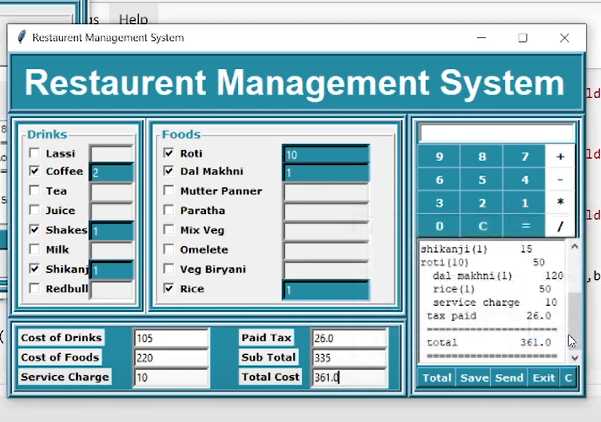 Help
Restaurent Management System
Restaurent Management System
Drinks
Lassi
Coffee 2
Tea
Juice
Shakes 1
Milk
Shikanj 1
Redbull
Foods
Roti 10
Dal Makhni 1
Mutter Panner
Paratha
Mix Veg
Omelete
Veg Biryani
Rice 1
Cost of Drinks 105
Cost of Foods 220
Service Charge 10
Paid Tax 26.0
Sub Total 335
Total Cost 361.0
9 8 7 +
6 5 4 -
3 2 1 *
0 C = /
shikanji(1) 15
roti(10) 50
dal makhni(1) 120
rice(1) 50
service charge 10
tax paid 26.0
====================
total 361.0
====================
Total Save Send Exit C